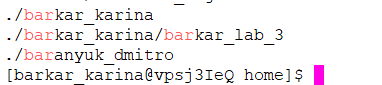 ./barkar_karina
./barkar_karina/barkar_lab_3
./baranyuk_dmitro
[barkar_karina@vpsj3IeQ home]$